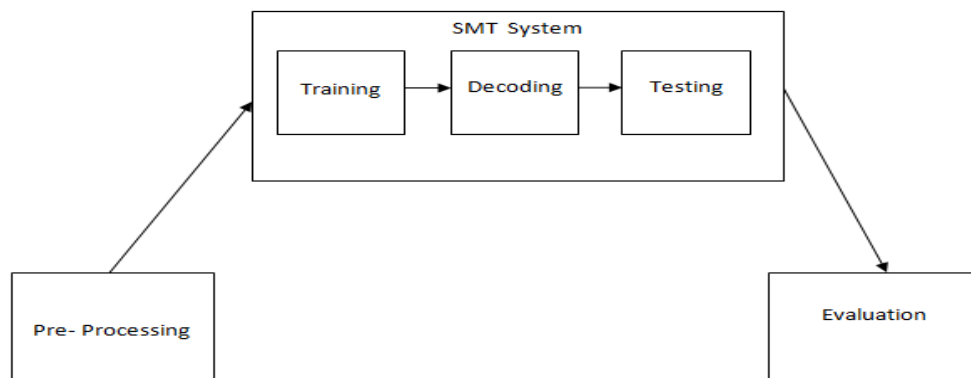 SMT System
Training
Decoding
Testing
Pre- Processing
Evaluation